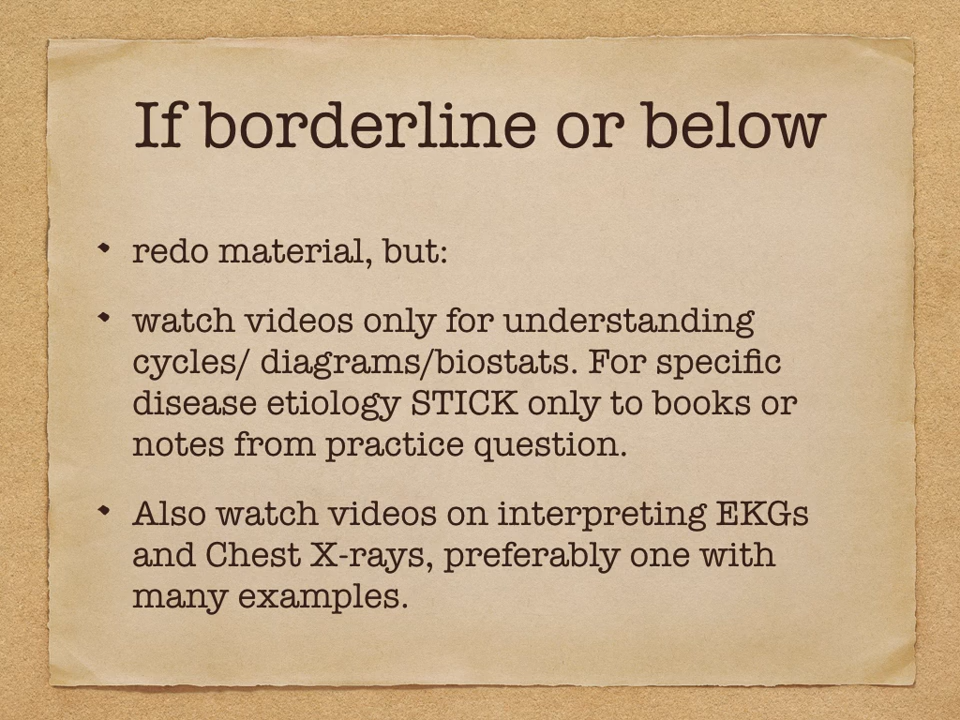 If borderline or below
redo material, but:
watch videos only for understanding
cycles/ diagrams/biostats. For specific
disease etiology STICK only to books or
notes from practice question.
Also watch videos on interpreting EKGs
and Chest X-rays, preferably one with
many examples.